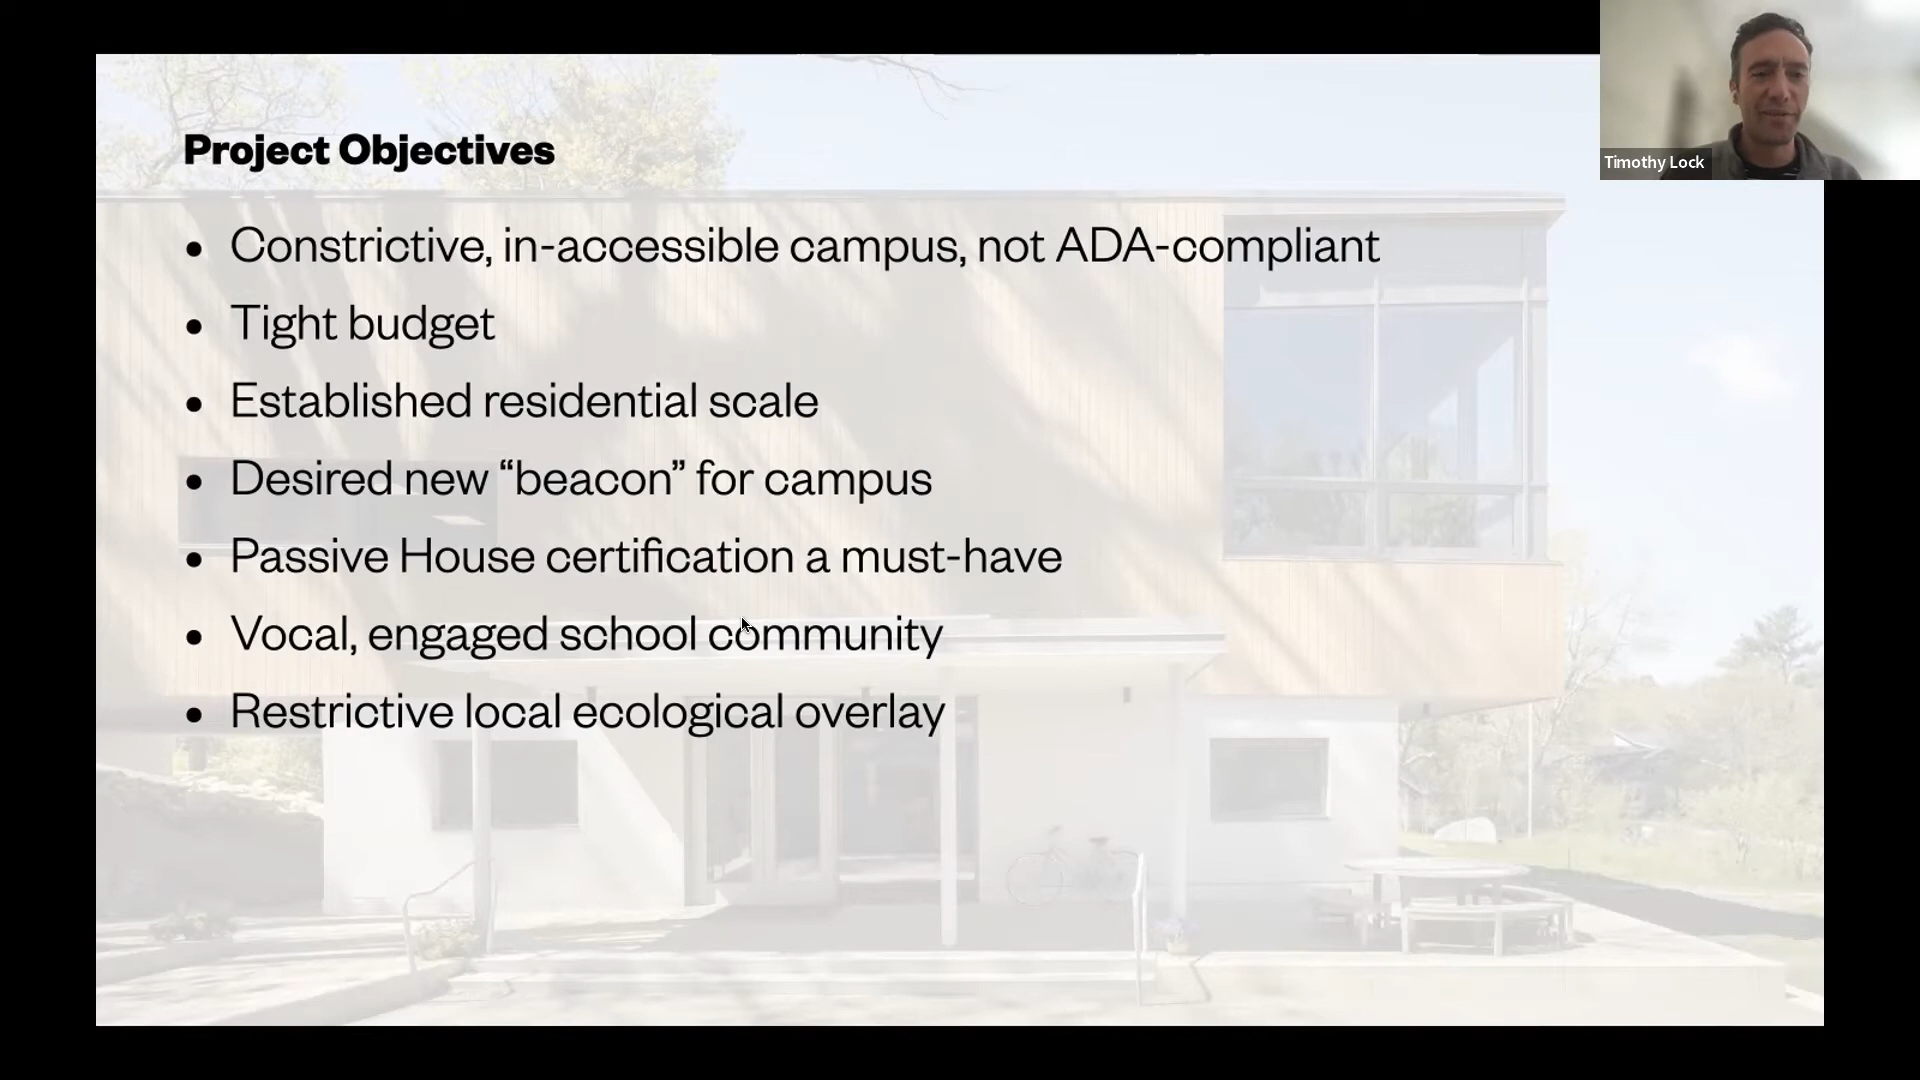 Project Objectives
• Constrictive, in-accessible campus, not ADA-compliant
• Tight budget
• Established residential scale
• Desired new “beacon” for campus
• Passive House certification a must-have
• Vocal, engaged school community
• Restrictive local ecological overlay
Timothy Lock